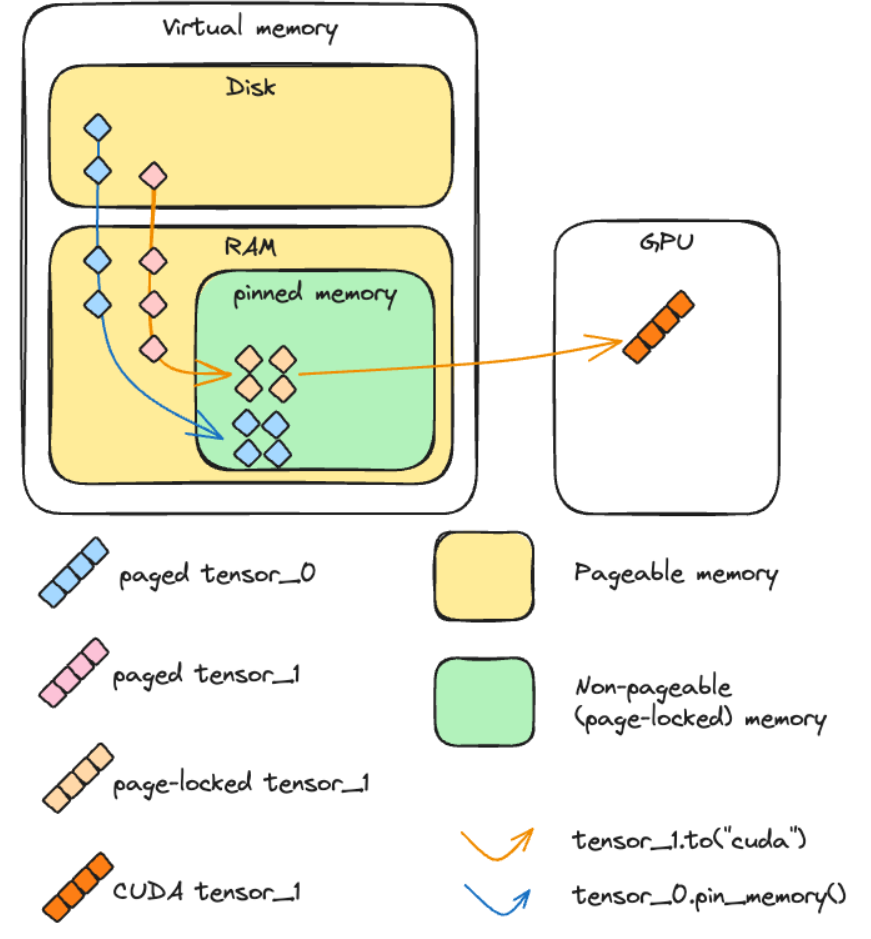 Virtual memory
Disk
RAM
pinned memory
GPU
paged tensor_0
Pageable memory
paged tensor_1
Non-pageable
(page-locked) memory
page-locked tensor_1
tensor_1.to("cuda")
CUDA tensor_1
tensor_0.pin_memory()